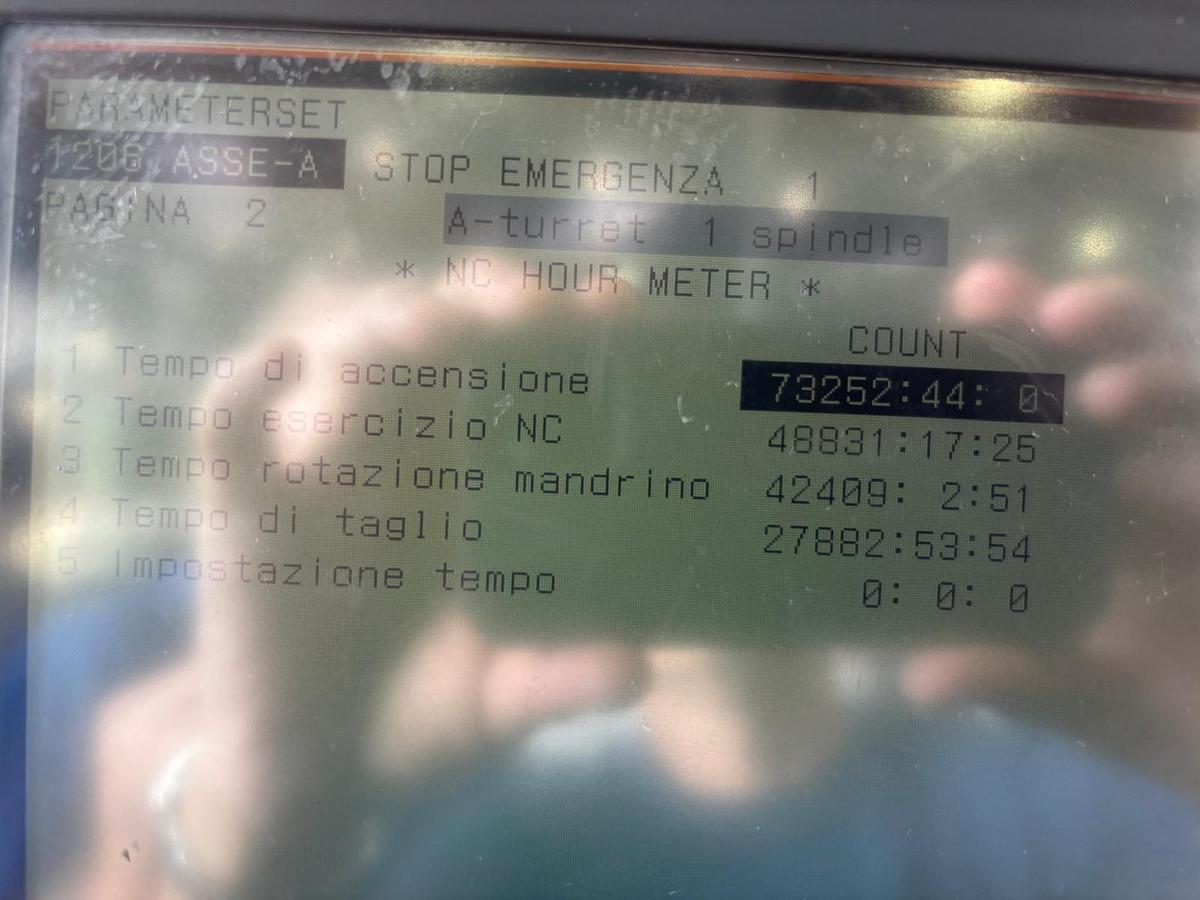 PARAMETERSET
1206 ASSE-A STOP EMERGENZA 1
PAGINA 2 A-turret 1 spindle
* NC HOUR METER *
COUNT
1 Tempo di accensione 73252:44: 0
2 Tempo esercizio NC 48831:17:25
3 Tempo rotazione mandrino 42409: 2:51
4 Tempo di taglio 27882:53:54
5 Impostazione tempo 0: 0: 0